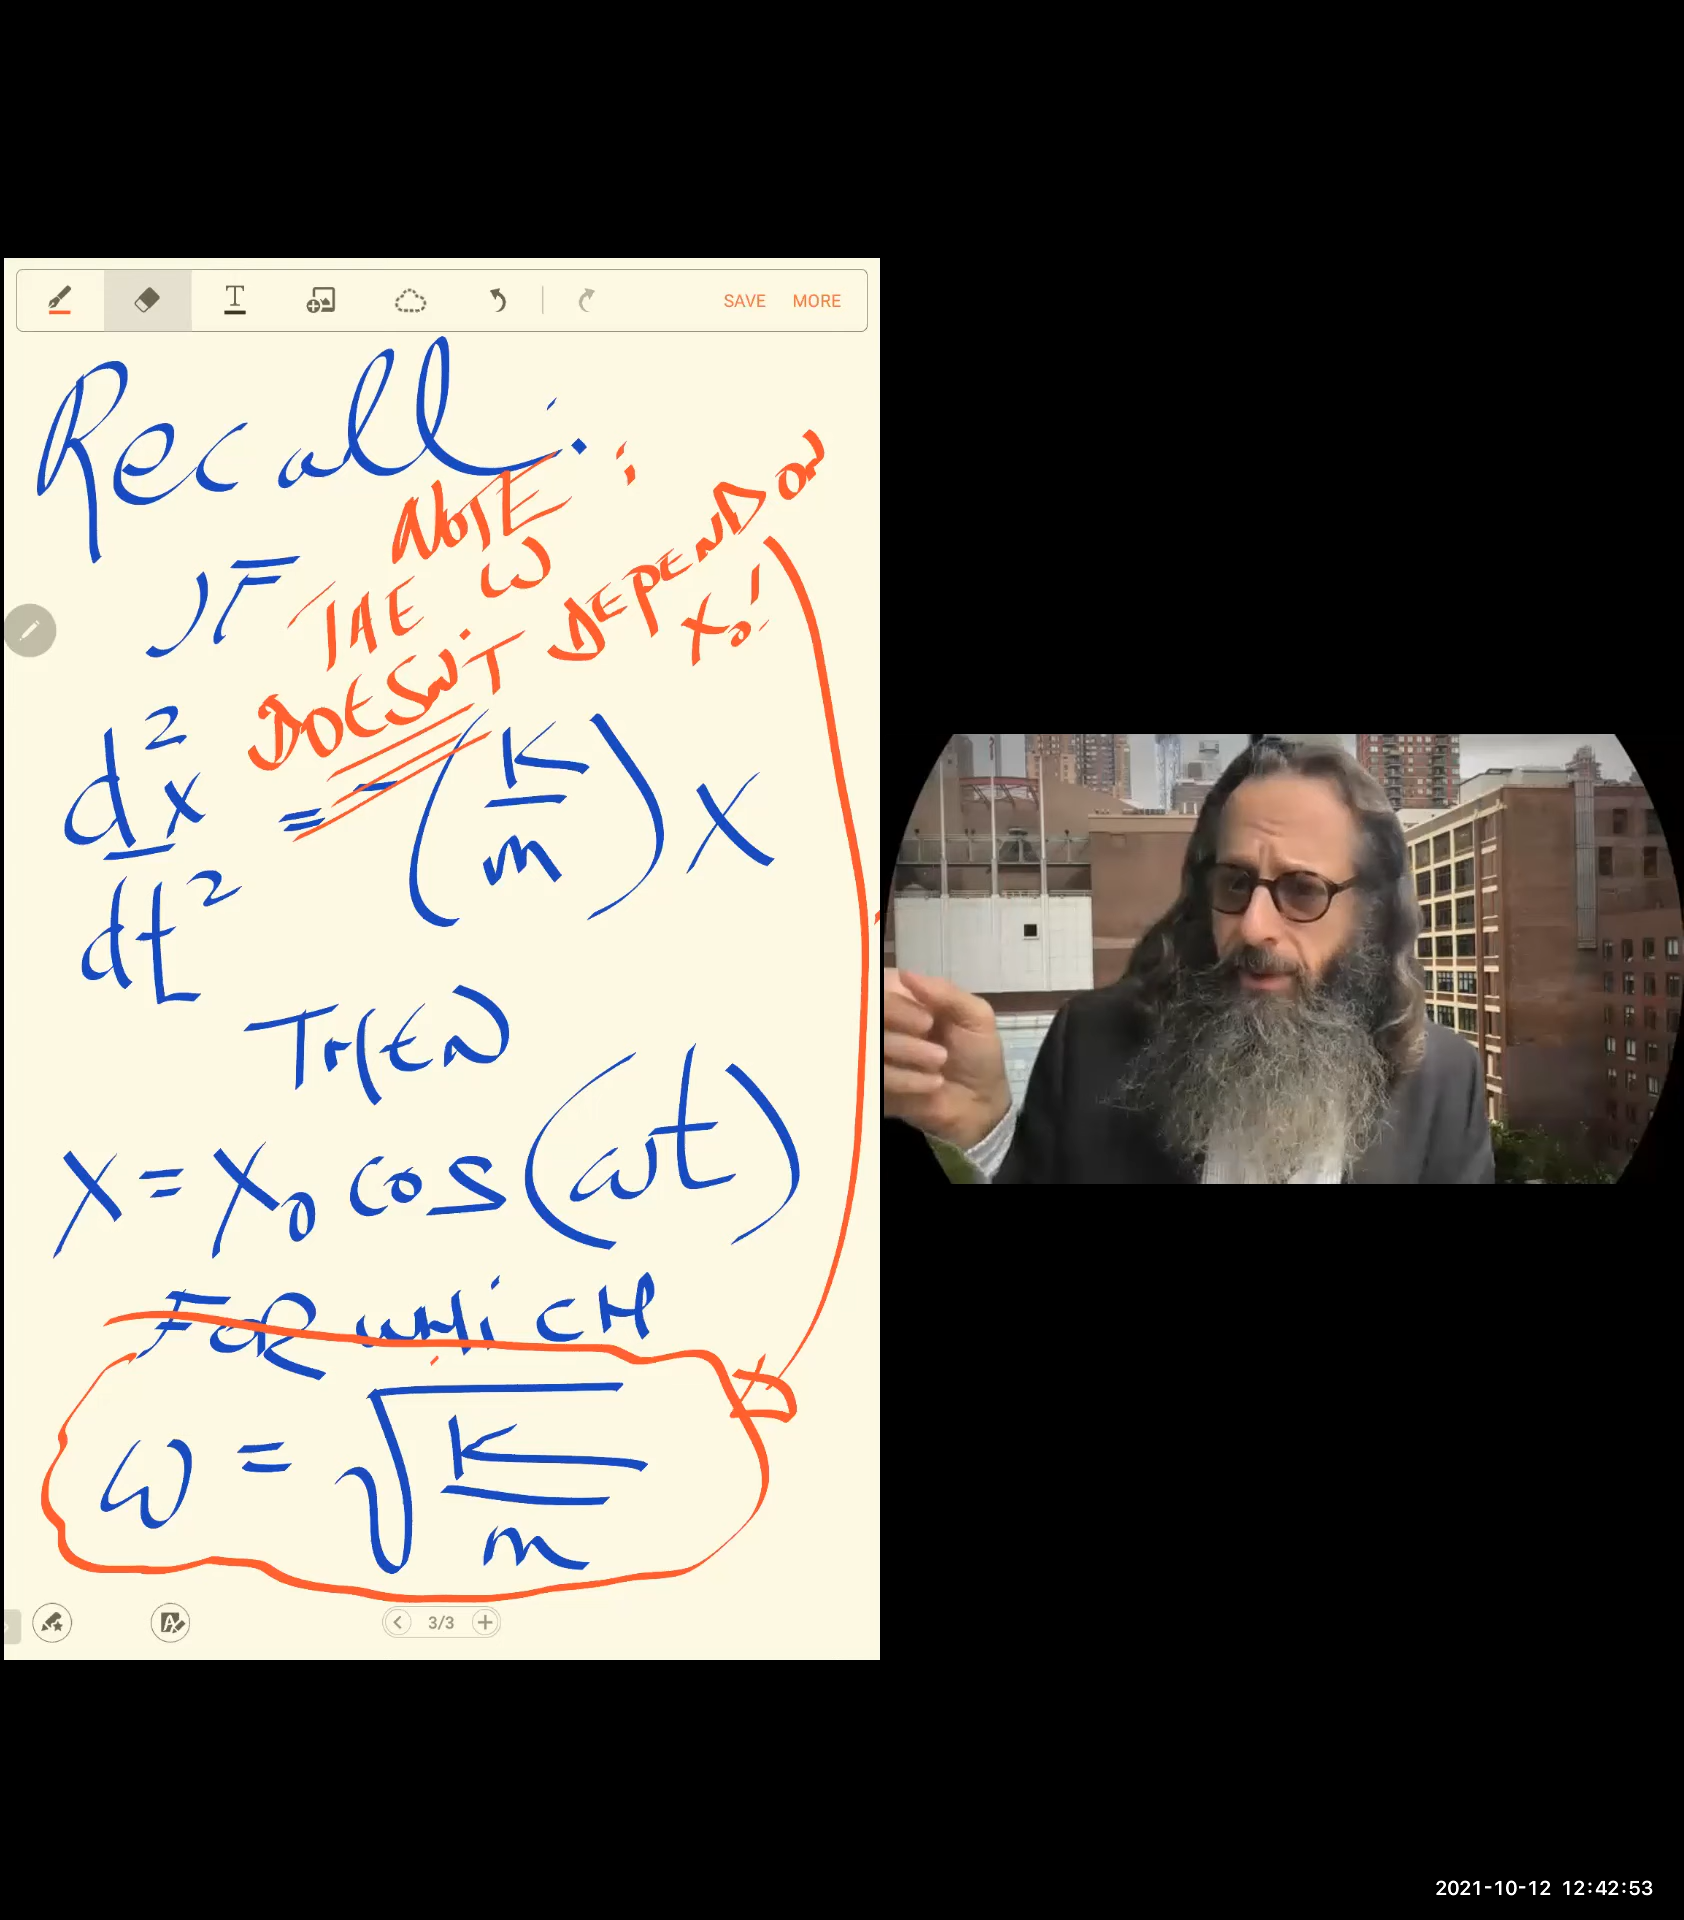 SAVE MORE
Recall:
NOTE:
IF
THE ω
DOESN'T DEPEND ON
x₀!
d²x
= - (k/m) x
dt²
THEN
x = x₀ cos(ωt)
FOR WHICH
ω = √(k/m)
3/3
2021-10-12 12:42:53